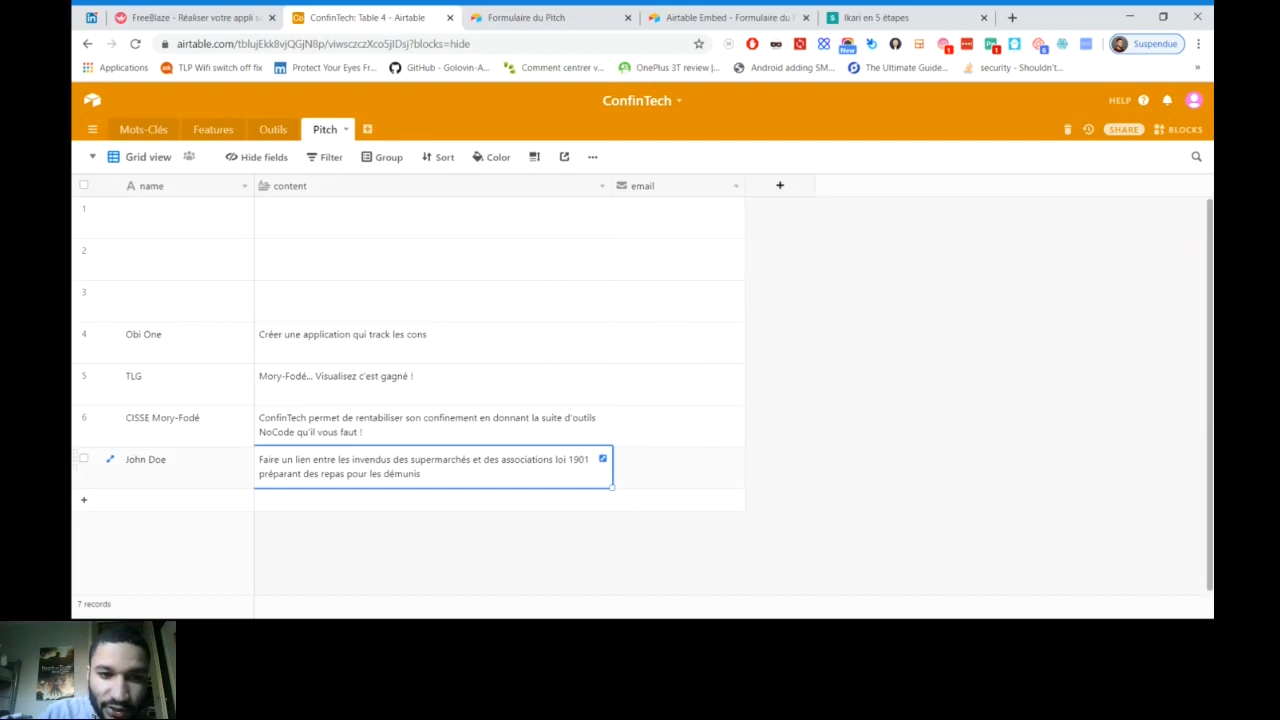 FreeBlaze - Réaliser votre appli s
ConfinTech: Table 4 - Airtable
Formulaire du Pitch
Airtable Embed - Formulaire du
Ikari en 5 étapes
airtable.com/tblujEkk8vjQGjN8p/viwsczczXco5jIDsj?blocks=hide
New
Suspendue
Applications
TLP Wifi switch off fix
Protect Your Eyes Fr...
GitHub - Golovin-A...
Comment centrer v...
OnePlus 3T review |...
Android adding SM...
The Ultimate Guide...
security - Shouldn't...
»
ConfinTech
HELP
Mots-Clés
Features
Outils
Pitch
SHARE
BLOCKS
Grid view
Hide fields
Filter
Group
Sort
Color
name
content
email
1
2
3
4
Obi One
Créer une application qui track les cons
5
TLG
Mory-Fodé... Visualisez c'est gagné !
6
CISSE Mory-Fodé
ConfinTech permet de rentabiliser son confinement en donnant la suite d'outils
NoCode qu'il vous faut !
John Doe
Faire un lien entre les invendus des supermarchés et des associations loi 1901
préparant des repas pour les démunis
7 records